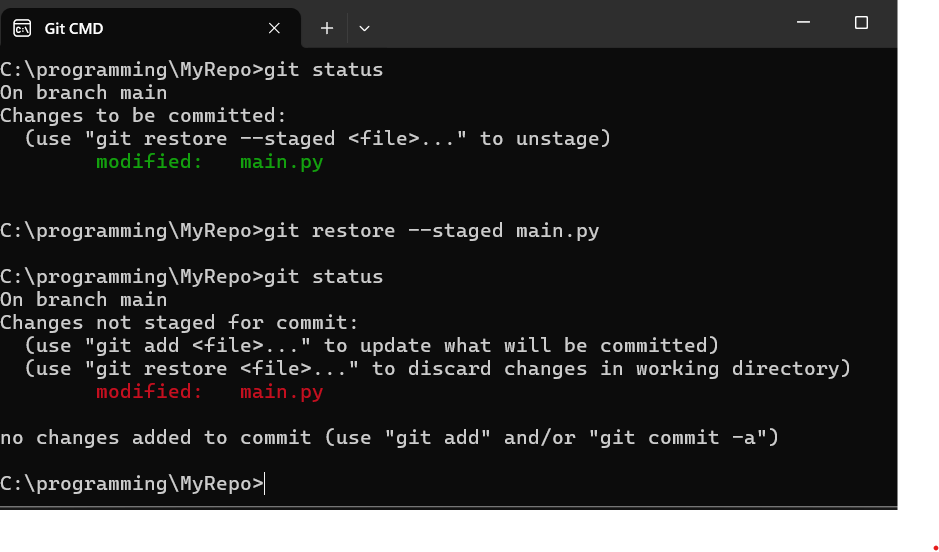 Git CMD
C:\programming\MyRepo>git status
On branch main
Changes to be committed:
  (use "git restore --staged <file>..." to unstage)
        modified:   main.py
C:\programming\MyRepo>git restore --staged main.py
C:\programming\MyRepo>git status
On branch main
Changes not staged for commit:
  (use "git add <file>..." to update what will be committed)
  (use "git restore <file>..." to discard changes in working directory)
        modified:   main.py
no changes added to commit (use "git add" and/or "git commit -a")
C:\programming\MyRepo>